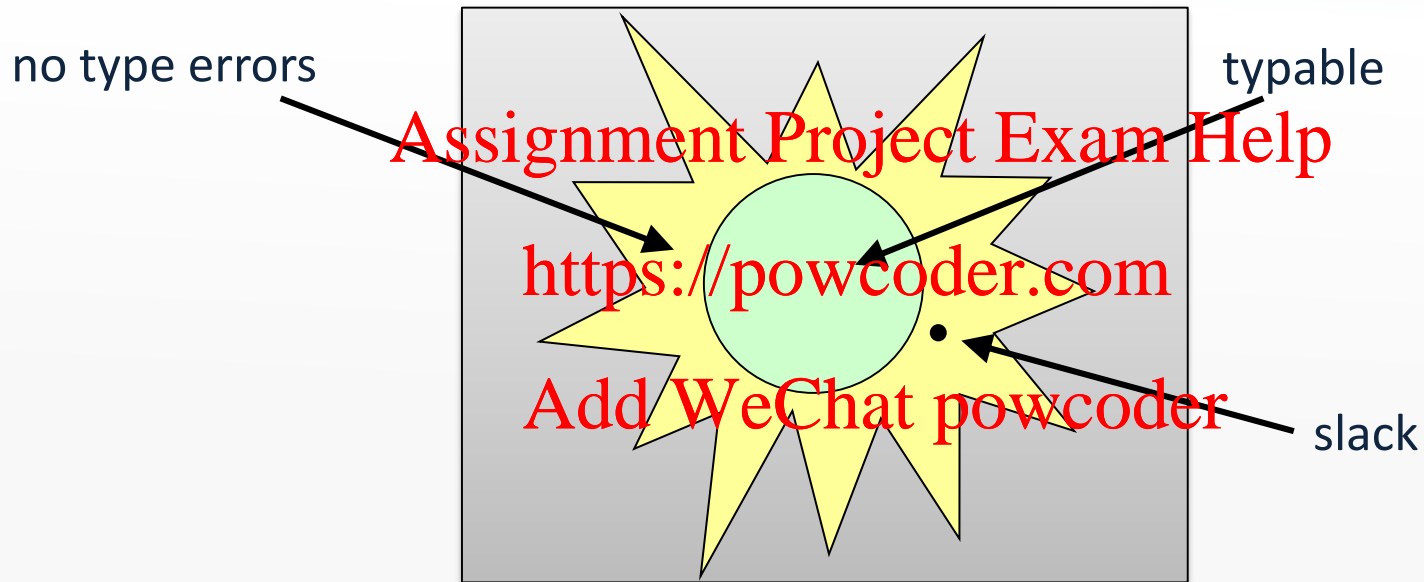 no type errors
typable
Assignment Project Exam Help
https://powcoder.com
Add WeChat powcoder
slack